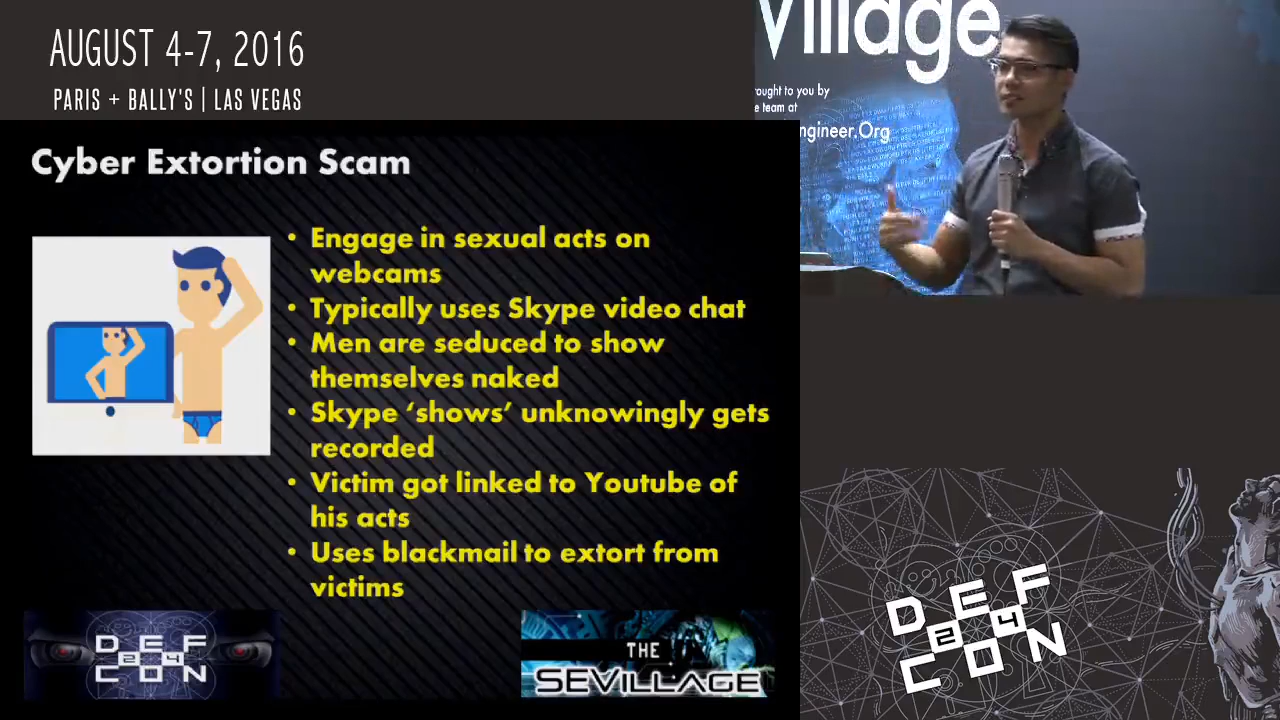 AUGUST 4-7, 2016
PARIS + BALLY'S | LAS VEGAS
Village
ought to you by
e team at
ngineer.Org
Cyber Extortion Scam
• Engage in sexual acts on
webcams
• Typically uses Skype video chat
• Men are seduced to show
themselves naked
• Skype ‘shows’ unknowingly gets
recorded
• Victim got linked to Youtube of
his acts
• Uses blackmail to extort from
victims
DEF
24
CON
THE
SEVILLAGE
DEF
24
CON